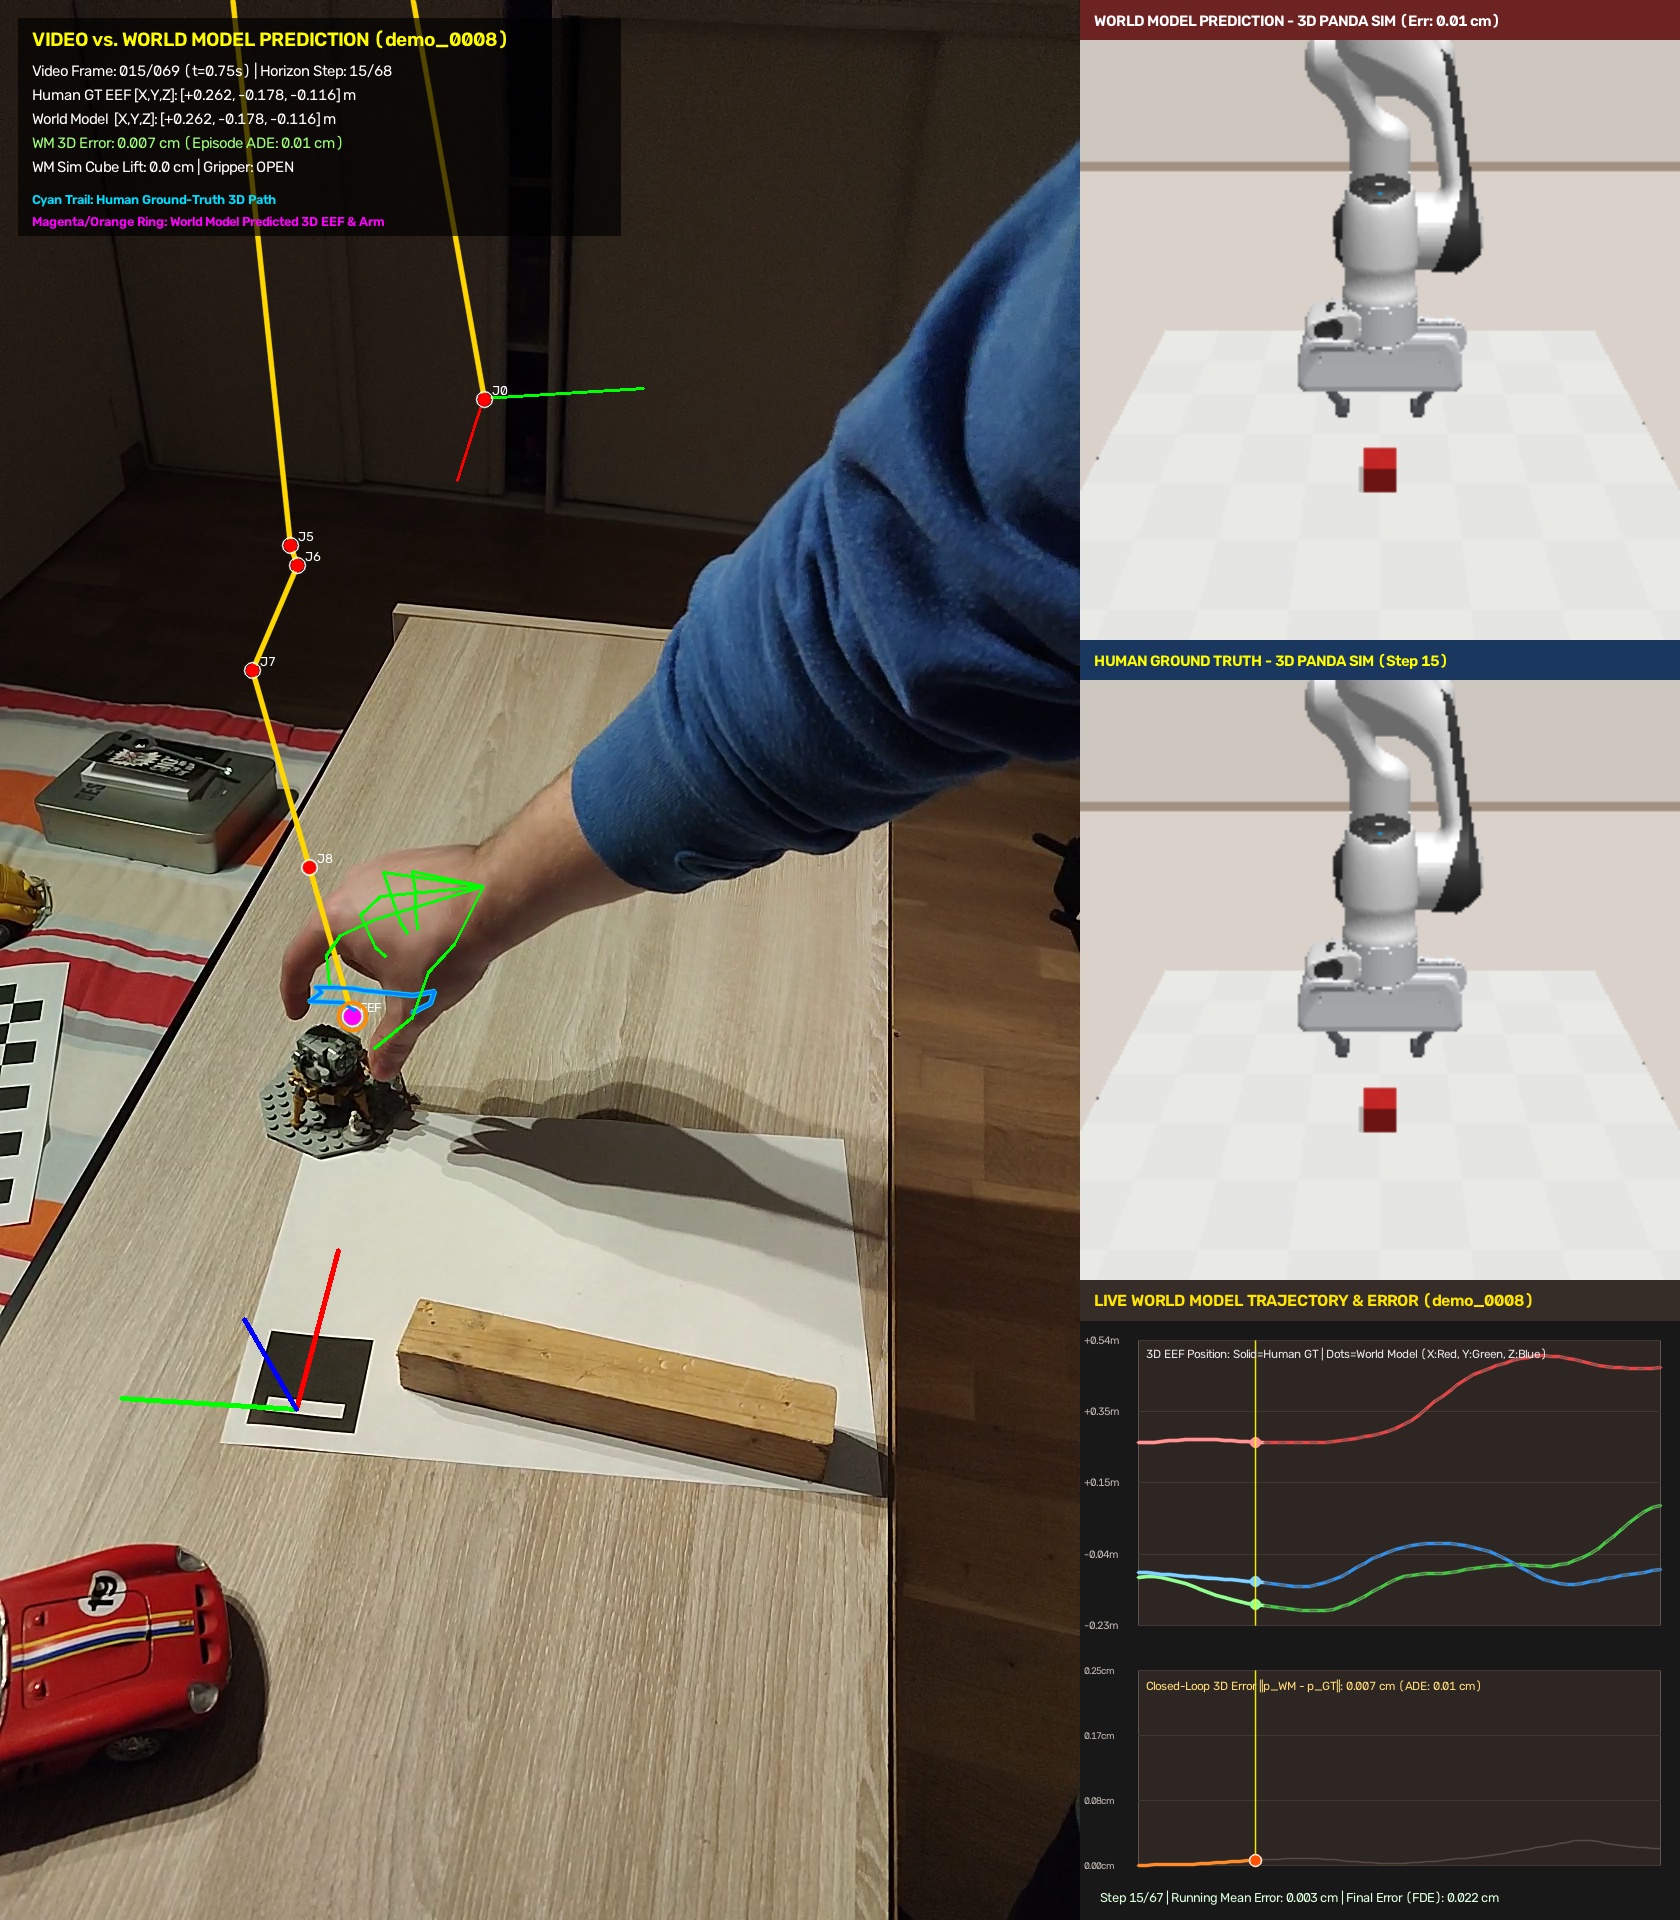 VIDEO vs. WORLD MODEL PREDICTION (demo_0008)
Video Frame: 015/069 (t=0.75s) | Horizon Step: 15/68
Human GT EEF [X,Y,Z]: [+0.262, -0.178, -0.116] m
World Model [X,Y,Z]: [+0.262, -0.178, -0.116] m
WM 3D Error: 0.007 cm (Episode ADE: 0.01 cm)
WM Sim Cube Lift: 0.0 cm | Gripper: OPEN
Cyan Trail: Human Ground-Truth 3D Path
Magenta/Orange Ring: World Model Predicted 3D EEF & Arm
J0
J5
J6
J7
J8
EEF
WORLD MODEL PREDICTION - 3D PANDA SIM (Err: 0.01 cm)
HUMAN GROUND TRUTH - 3D PANDA SIM (Step 15)
LIVE WORLD MODEL TRAJECTORY & ERROR (demo_0008)
+0.54m
3D EEF Position: Solid=Human GT | Dots=World Model (X:Red, Y:Green, Z:Blue)
+0.35m
+0.15m
-0.04m
-0.23m
0.25cm
Closed-Loop 3D Error ||p_WM - p_GT||: 0.007 cm (ADE: 0.01 cm)
0.17cm
0.08cm
0.00cm
Step 15/67 | Running Mean Error: 0.003 cm | Final Error (FDE): 0.022 cm